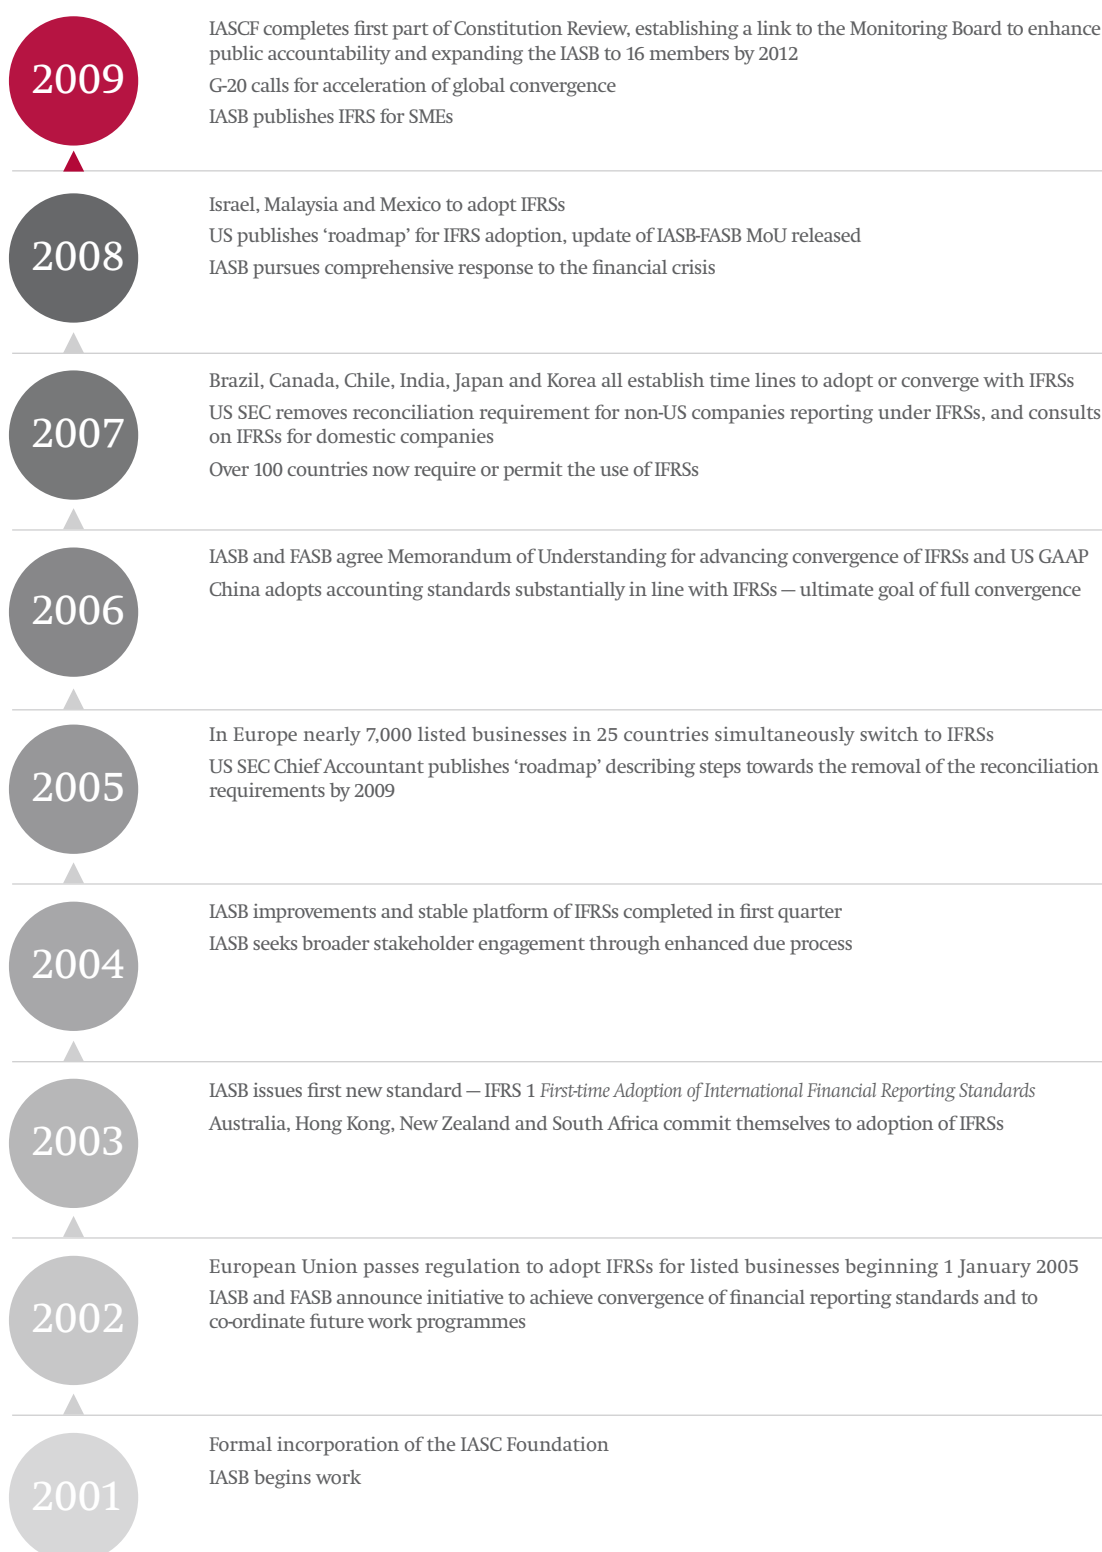 2009
IASCF completes first part of Constitution Review, establishing a link to the Monitoring Board to enhance
public accountability and expanding the IASB to 16 members by 2012
G-20 calls for acceleration of global convergence
IASB publishes IFRS for SMEs
2008
Israel, Malaysia and Mexico to adopt IFRSs
US publishes ‘roadmap’ for IFRS adoption, update of IASB-FASB MoU released
IASB pursues comprehensive response to the financial crisis
2007
Brazil, Canada, Chile, India, Japan and Korea all establish time lines to adopt or converge with IFRSs
US SEC removes reconciliation requirement for non-US companies reporting under IFRSs, and consults
on IFRSs for domestic companies
Over 100 countries now require or permit the use of IFRSs
2006
IASB and FASB agree Memorandum of Understanding for advancing convergence of IFRSs and US GAAP
China adopts accounting standards substantially in line with IFRSs — ultimate goal of full convergence
2005
In Europe nearly 7,000 listed businesses in 25 countries simultaneously switch to IFRSs
US SEC Chief Accountant publishes ‘roadmap’ describing steps towards the removal of the reconciliation
requirements by 2009
2004
IASB improvements and stable platform of IFRSs completed in first quarter
IASB seeks broader stakeholder engagement through enhanced due process
2003
IASB issues first new standard — IFRS 1 First-time Adoption of International Financial Reporting Standards
Australia, Hong Kong, New Zealand and South Africa commit themselves to adoption of IFRSs
2002
European Union passes regulation to adopt IFRSs for listed businesses beginning 1 January 2005
IASB and FASB announce initiative to achieve convergence of financial reporting standards and to
co-ordinate future work programmes
2001
Formal incorporation of the IASC Foundation
IASB begins work